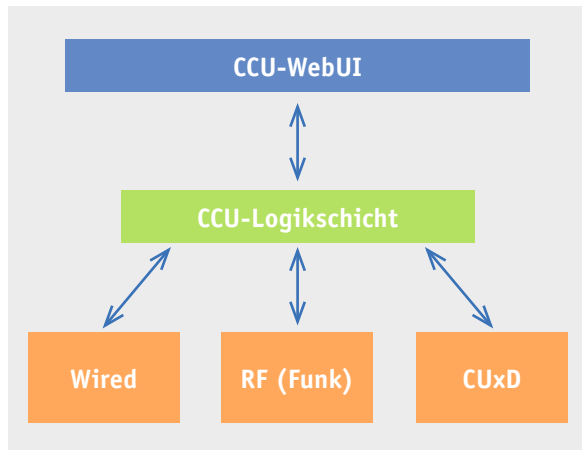 CCU-WebUI
CCU-Logikschicht
Wired
RF (Funk)
CUxD